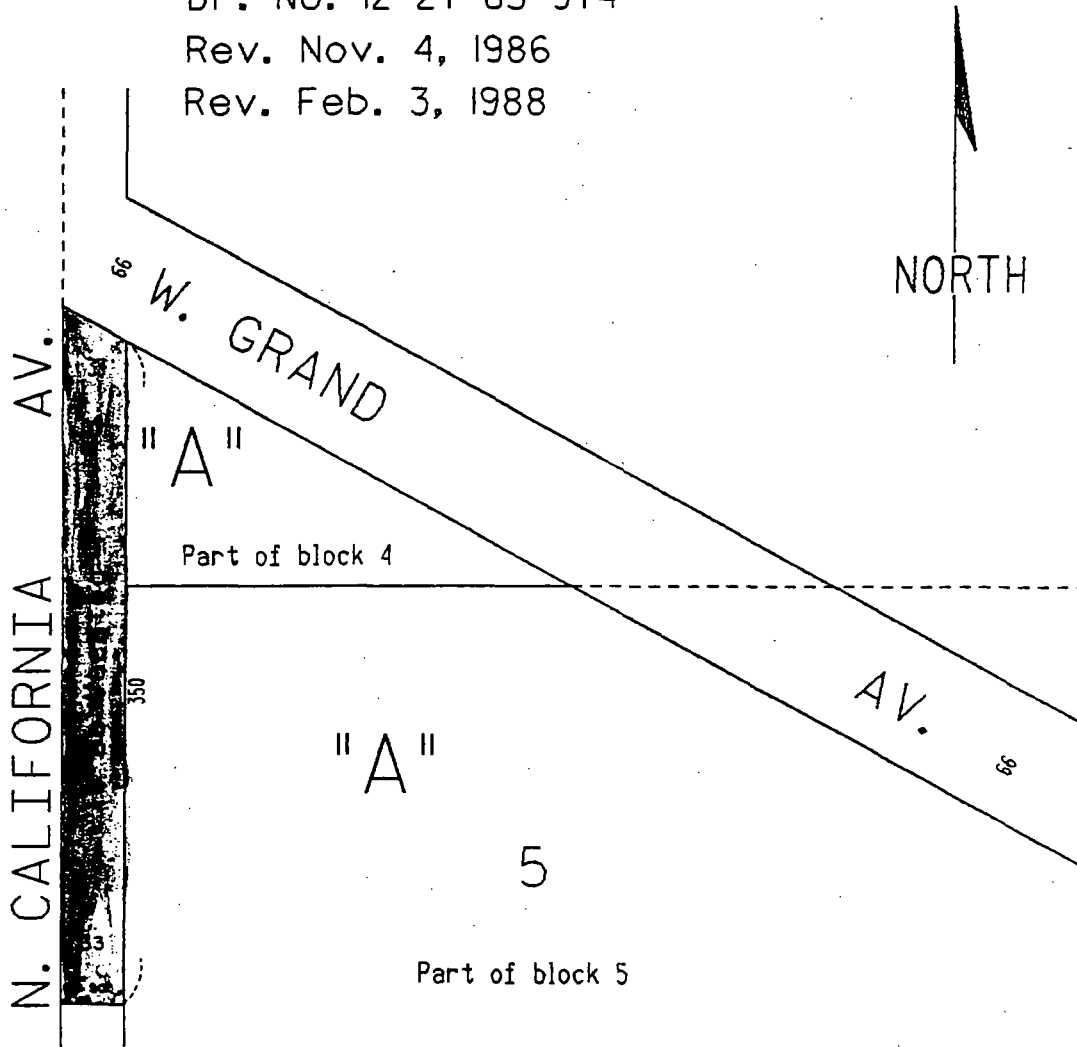 Rev. Nov. 4, 1986
Rev. Feb. 3, 1988
NORTH
66
W. GRAND
N. CALIFORNIA AV.
"A"
Part of block 4
350
AV.
66
"A"
5
33
Part of block 5